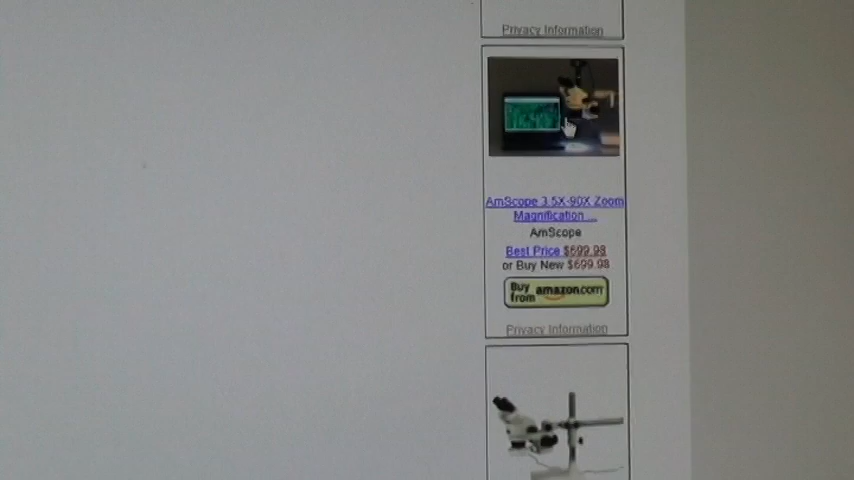 Privacy Information
AmScope 3.5X-90X Zoom
Magnification ...
AmScope
Best Price $699.98
or Buy New $699.98
Buy
from amazon.com
Privacy Information